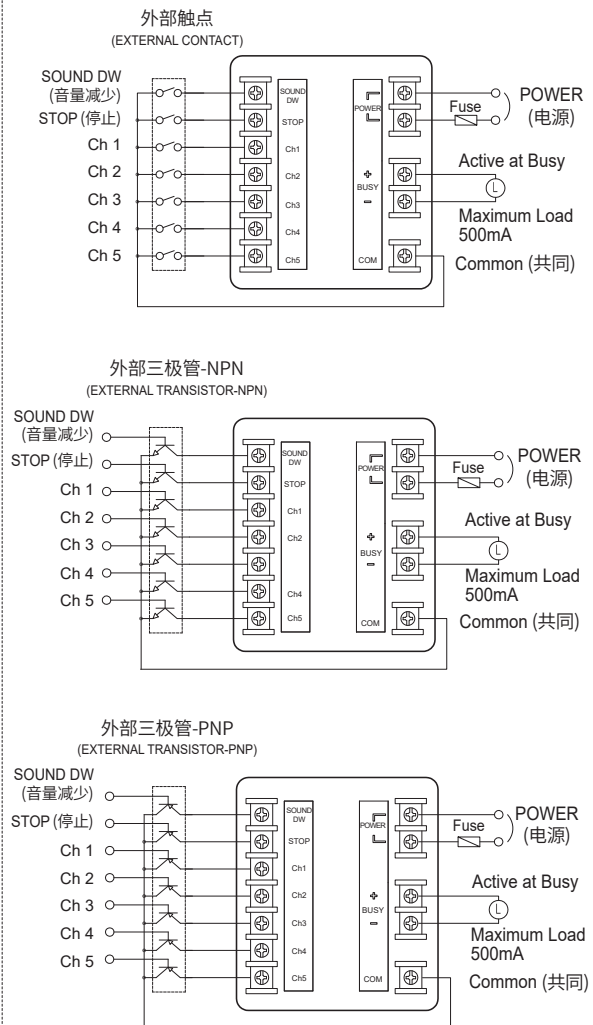 外部触点
(EXTERNAL CONTACT)
SOUND DW
(音量减少)
STOP (停止)
Ch 1
Ch 2
Ch 3
Ch 4
Ch 5
SOUND
DW
STOP
Ch1
Ch2
Ch3
Ch4
Ch5
POWER
+
BUSY
-
COM
Fuse
POWER
(电源)
Active at Busy
L
Maximum Load
500mA
Common (共同)
外部三极管-NPN
(EXTERNAL TRANSISTOR-NPN)
SOUND DW
(音量减少)
STOP (停止)
Ch 1
Ch 2
Ch 3
Ch 4
Ch 5
SOUND
DW
STOP
Ch1
Ch2
Ch4
Ch5
POWER
+
BUSY
-
COM
Fuse
POWER
(电源)
Active at Busy
L
Maximum Load
500mA
Common (共同)
外部三极管-PNP
(EXTERNAL TRANSISTOR-PNP)
SOUND DW
(音量减少)
STOP (停止)
Ch 1
Ch 2
Ch 3
Ch 4
Ch 5
SOUND
DW
STOP
Ch1
Ch2
Ch3
Ch4
Ch5
POWER
+
BUSY
-
COM
Fuse
POWER
(电源)
Active at Busy
L
Maximum Load
500mA
Common (共同)